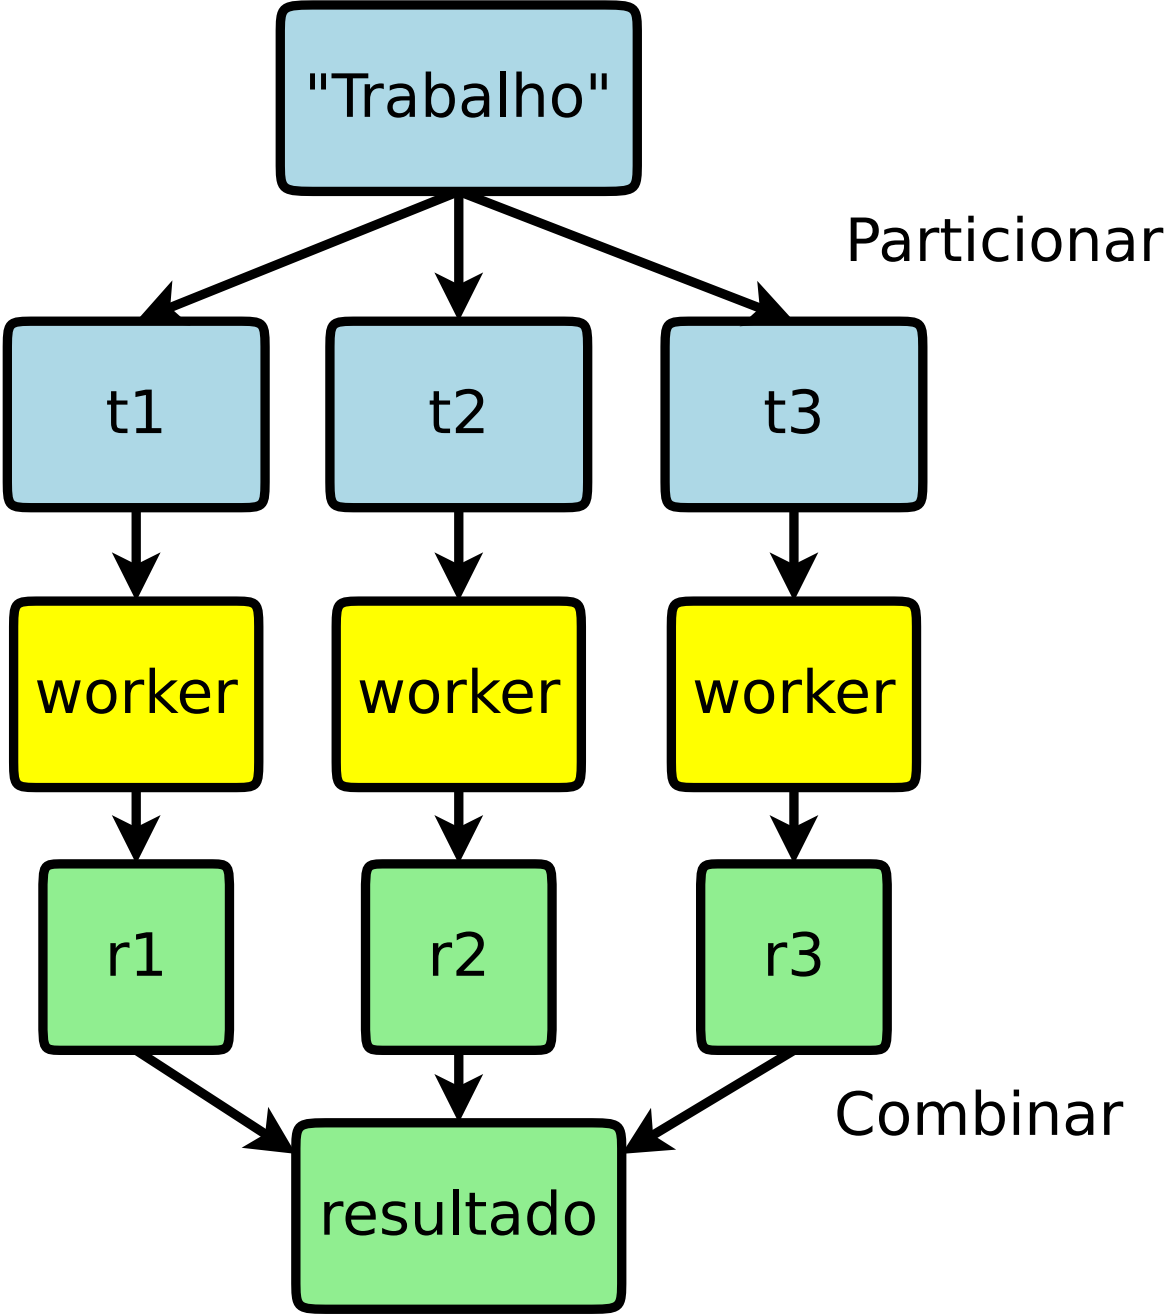 "Trabalho"
Particionar
t1
t2
t3
worker
worker
worker
r1
r2
r3
Combinar
resultado